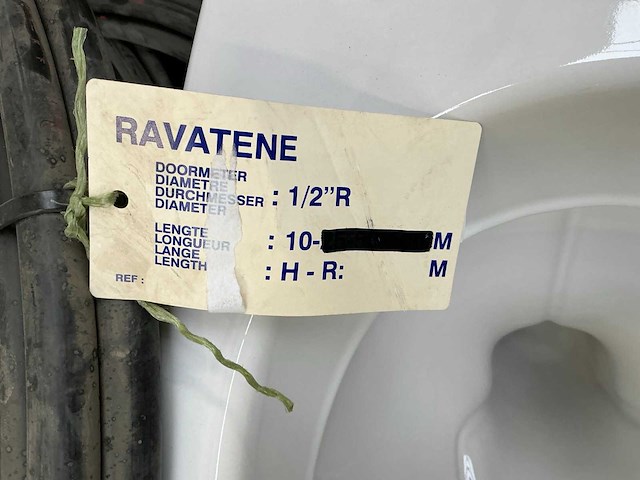 RAVATENE
DOORMETER
DIAMETRE
DURCHMESSER : 1/2”R
DIAMETER
LENGTE
LONGUEUR : 10- M
LANGE
LENGTH : H - R: M
REF :